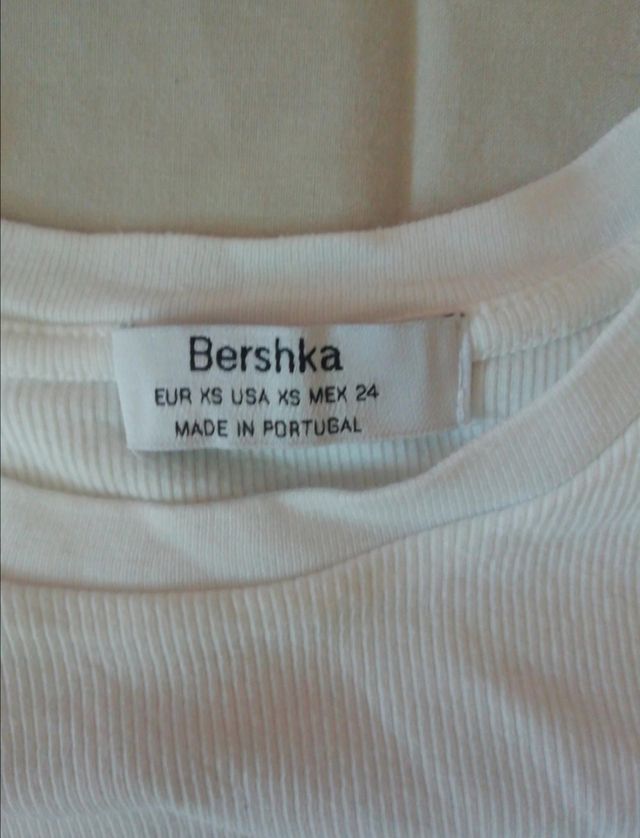 Bershka
EUR XS USA XS MEX 24
MADE IN PORTUGAL